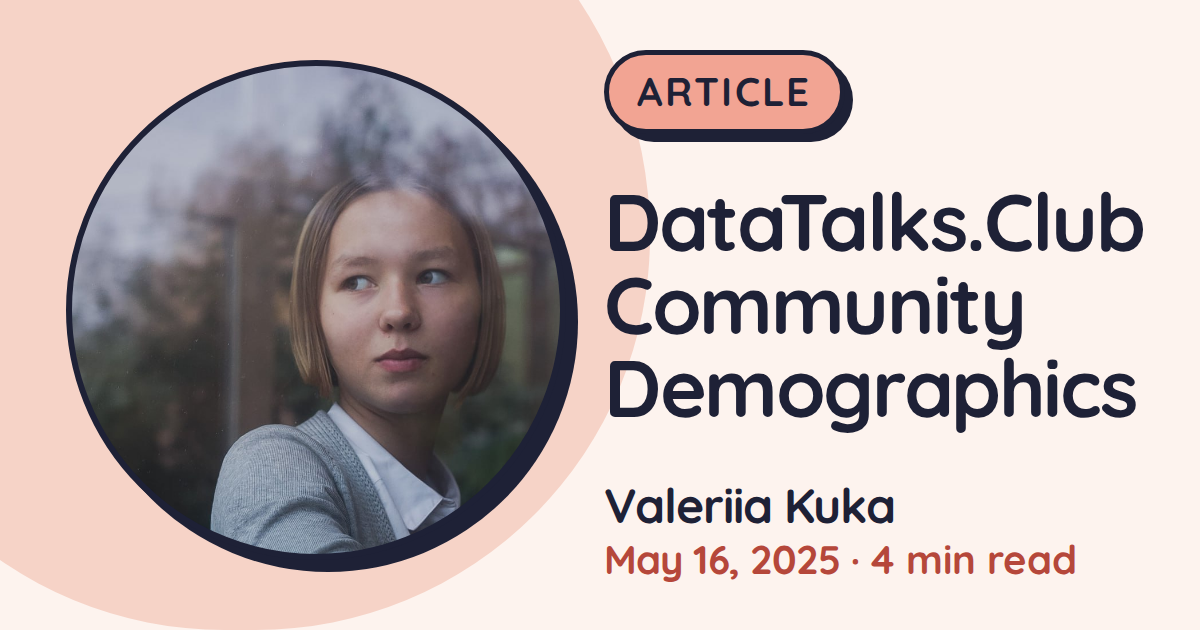 ARTICLE
DataTalks.Club
Community
Demographics
Valeriia Kuka
May 16, 2025 · 4 min read